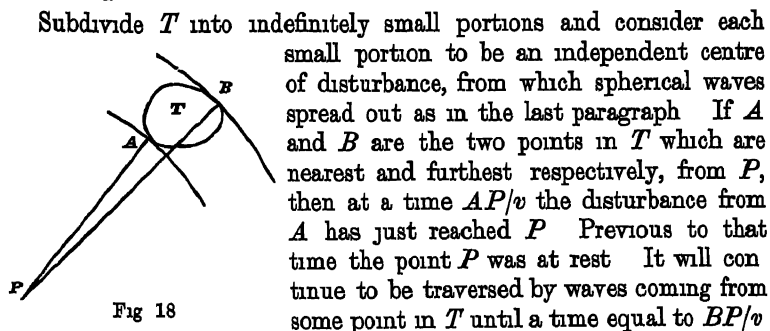 Subdivide T into indefinitely small portions and consider each
small portion to be an independent centre
of disturbance, from which spherical waves
spread out as in the last paragraph If A
and B are the two points in T which are
nearest and furthest respectively, from P,
then at a time AP/v the disturbance from
A has just reached P Previous to that
time the point P was at rest It will con
tinue to be traversed by waves coming from
some point in T until a time equal to BP/v
B
T
A
P
Fig 18